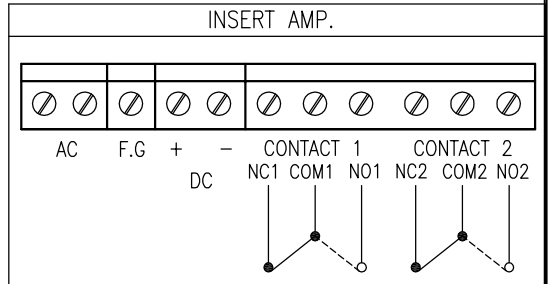 INSERT AMP.
AC F.G + − CONTACT 1 CONTACT 2
DC NC1 COM1 NO1 NC2 COM2 NO2